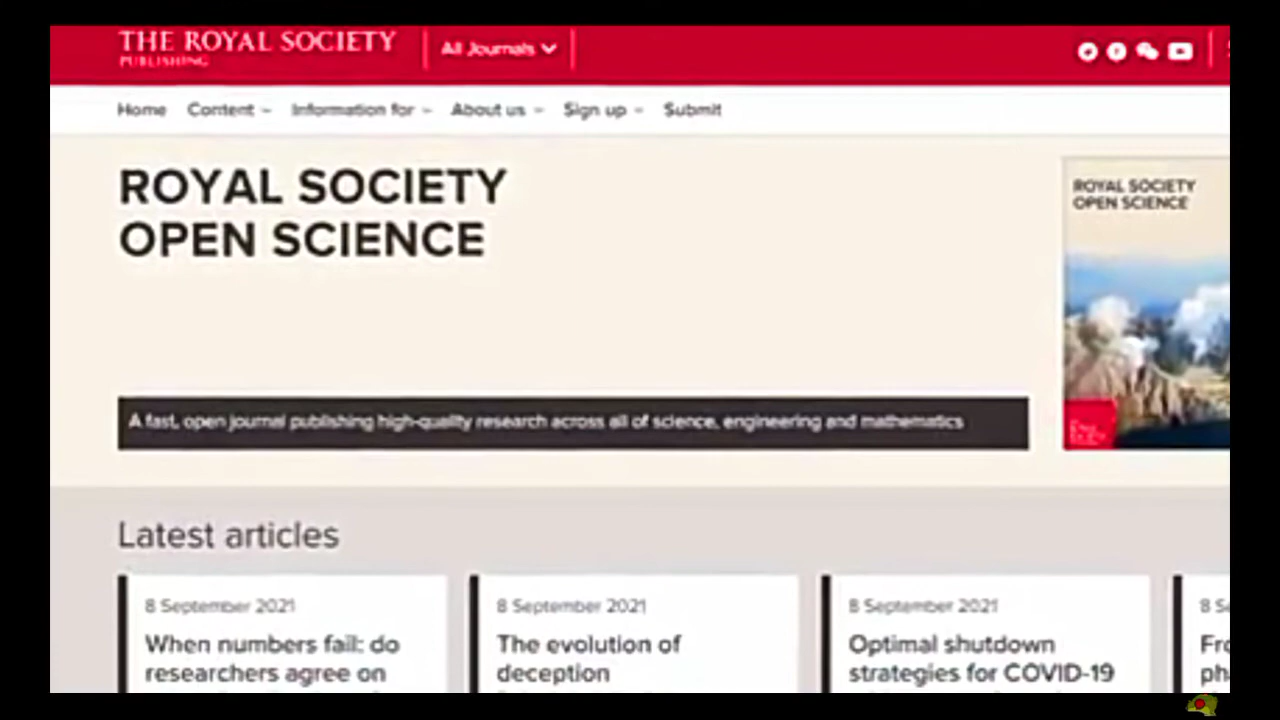 THE ROYAL SOCIETY
PUBLISHING
All Journals
Home Content Information for About us Sign up Submit
ROYAL SOCIETY
OPEN SCIENCE
ROYAL SOCIETY
OPEN SCIENCE
A fast, open journal publishing high-quality research across all of science, engineering and mathematics
Latest articles
8 September 2021
When numbers fail: do
researchers agree on
8 September 2021
The evolution of
deception
8 September 2021
Optimal shutdown
strategies for COVID-19